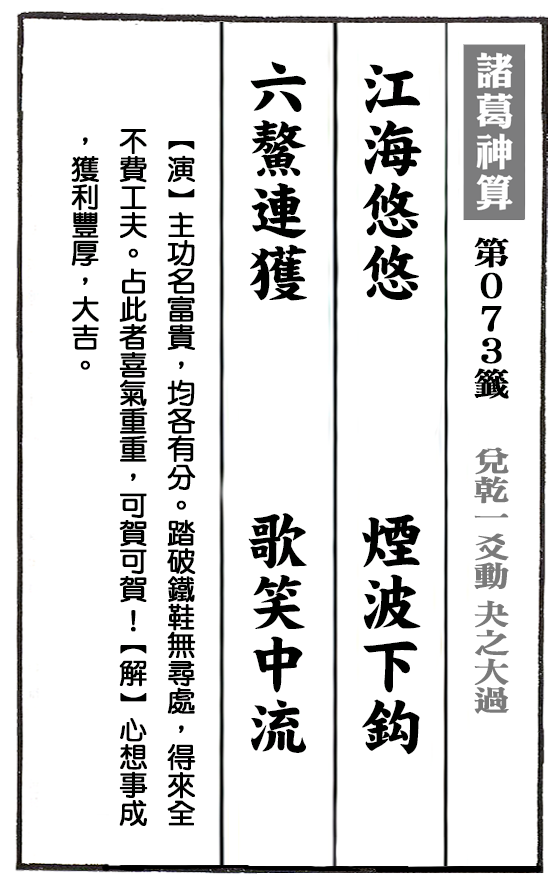 諸葛神算 第073籤 兌乾一爻動 夬之大過
江海悠悠 煙波下鈎
六鰲連獲 歌笑中流
【演】主功名富貴，均各有分。踏破鐵鞋無尋處，得來全
不費工夫。占此者喜氣重重，可賀可賀！【解】心想事成
，獲利豐厚，大吉。